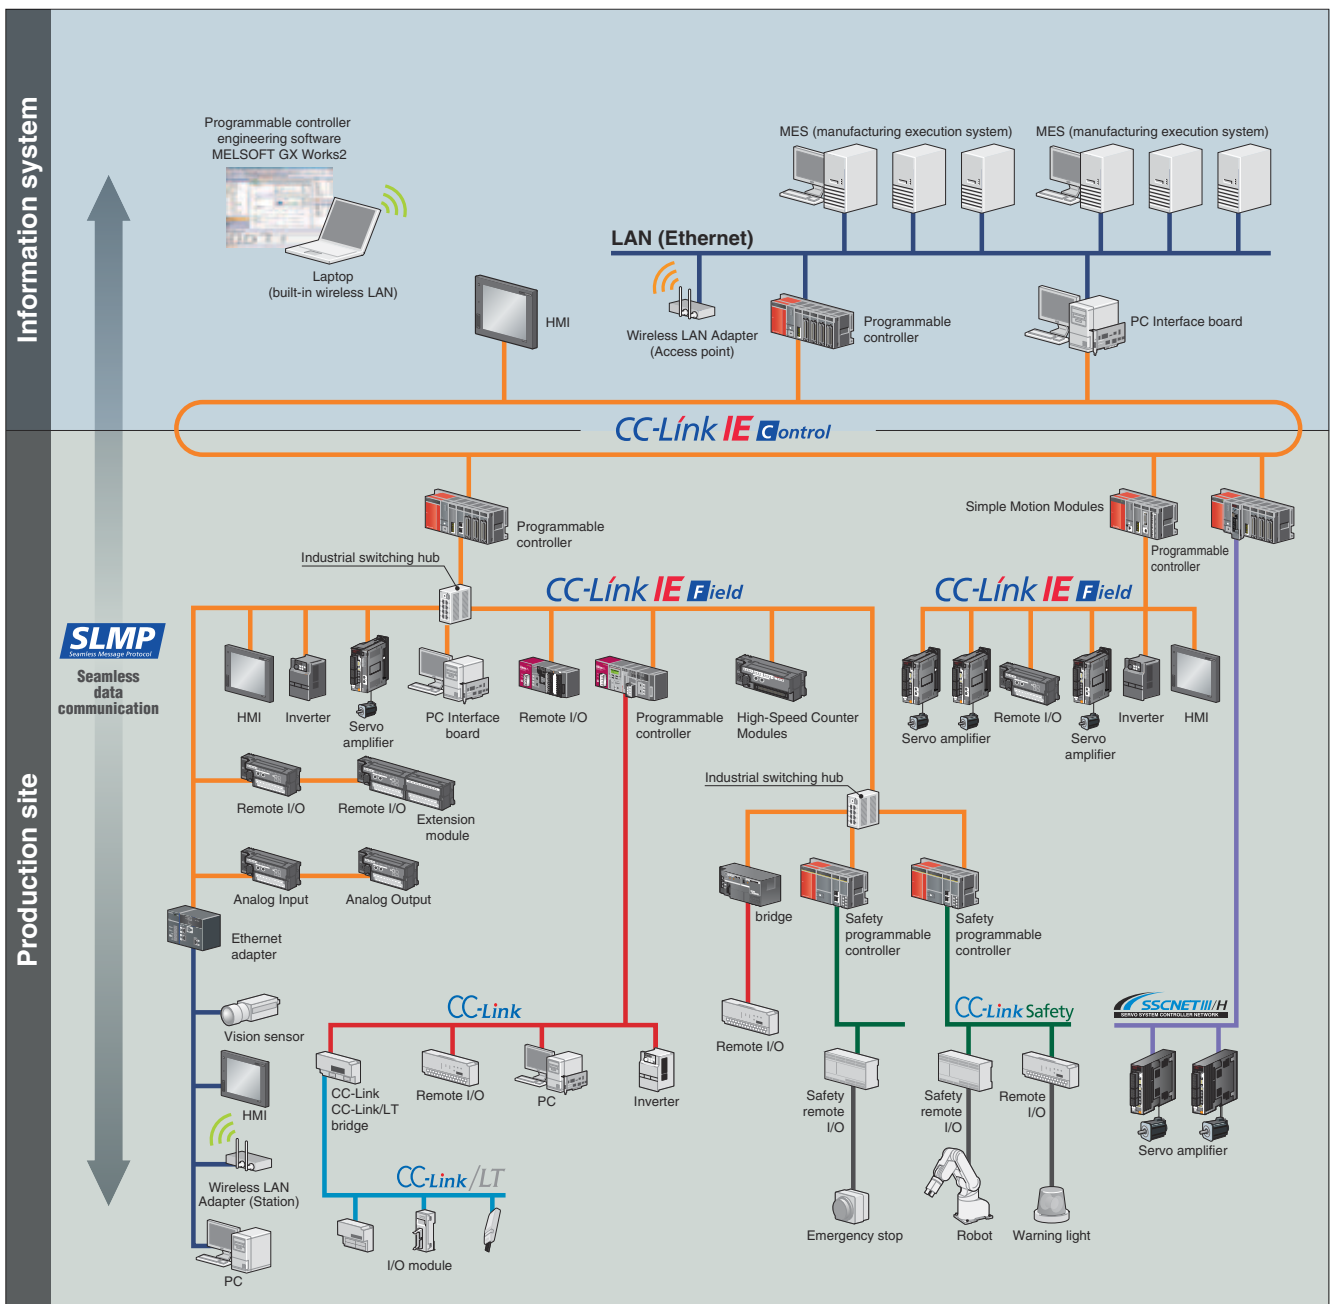 Information system
Programmable controller
engineering software
MELSOFT GX Works2
Laptop
(built-in wireless LAN)
MES (manufacturing execution system)
MES (manufacturing execution system)
LAN (Ethernet)
HMI
Wireless LAN Adapter
(Access point)
Programmable
controller
PC Interface board
CC-Link IE Control
Production site
SLMP
Seamless Message Protocol
Seamless
data
communication
Programmable
controller
Industrial switching hub
Simple Motion Modules
Programmable
controller
CC-Link IE Field
CC-Link IE Field
HMI
Inverter
Servo
amplifier
PC Interface
board
Remote I/O
Programmable
controller
High-Speed Counter
Modules
Servo amplifier
Remote I/O
Servo
amplifier
Inverter
HMI
Remote I/O
Remote I/O
Extension
module
Industrial switching hub
Analog Input
Analog Output
Ethernet
adapter
bridge
Safety
programmable
controller
Safety
programmable
controller
Vision sensor
HMI
Wireless LAN
Adapter (Station)
PC
CC-Link
CC-Link
CC-Link/LT
bridge
Remote I/O
PC
Inverter
CC-Link/LT
I/O module
Remote I/O
CC-Link Safety
Safety
remote
I/O
Safety
remote
I/O
Remote
I/O
Emergency stop
Robot
Warning light
SSCNET III/H
SERVO SYSTEM CONTROLLER NETWORK
Servo amplifier